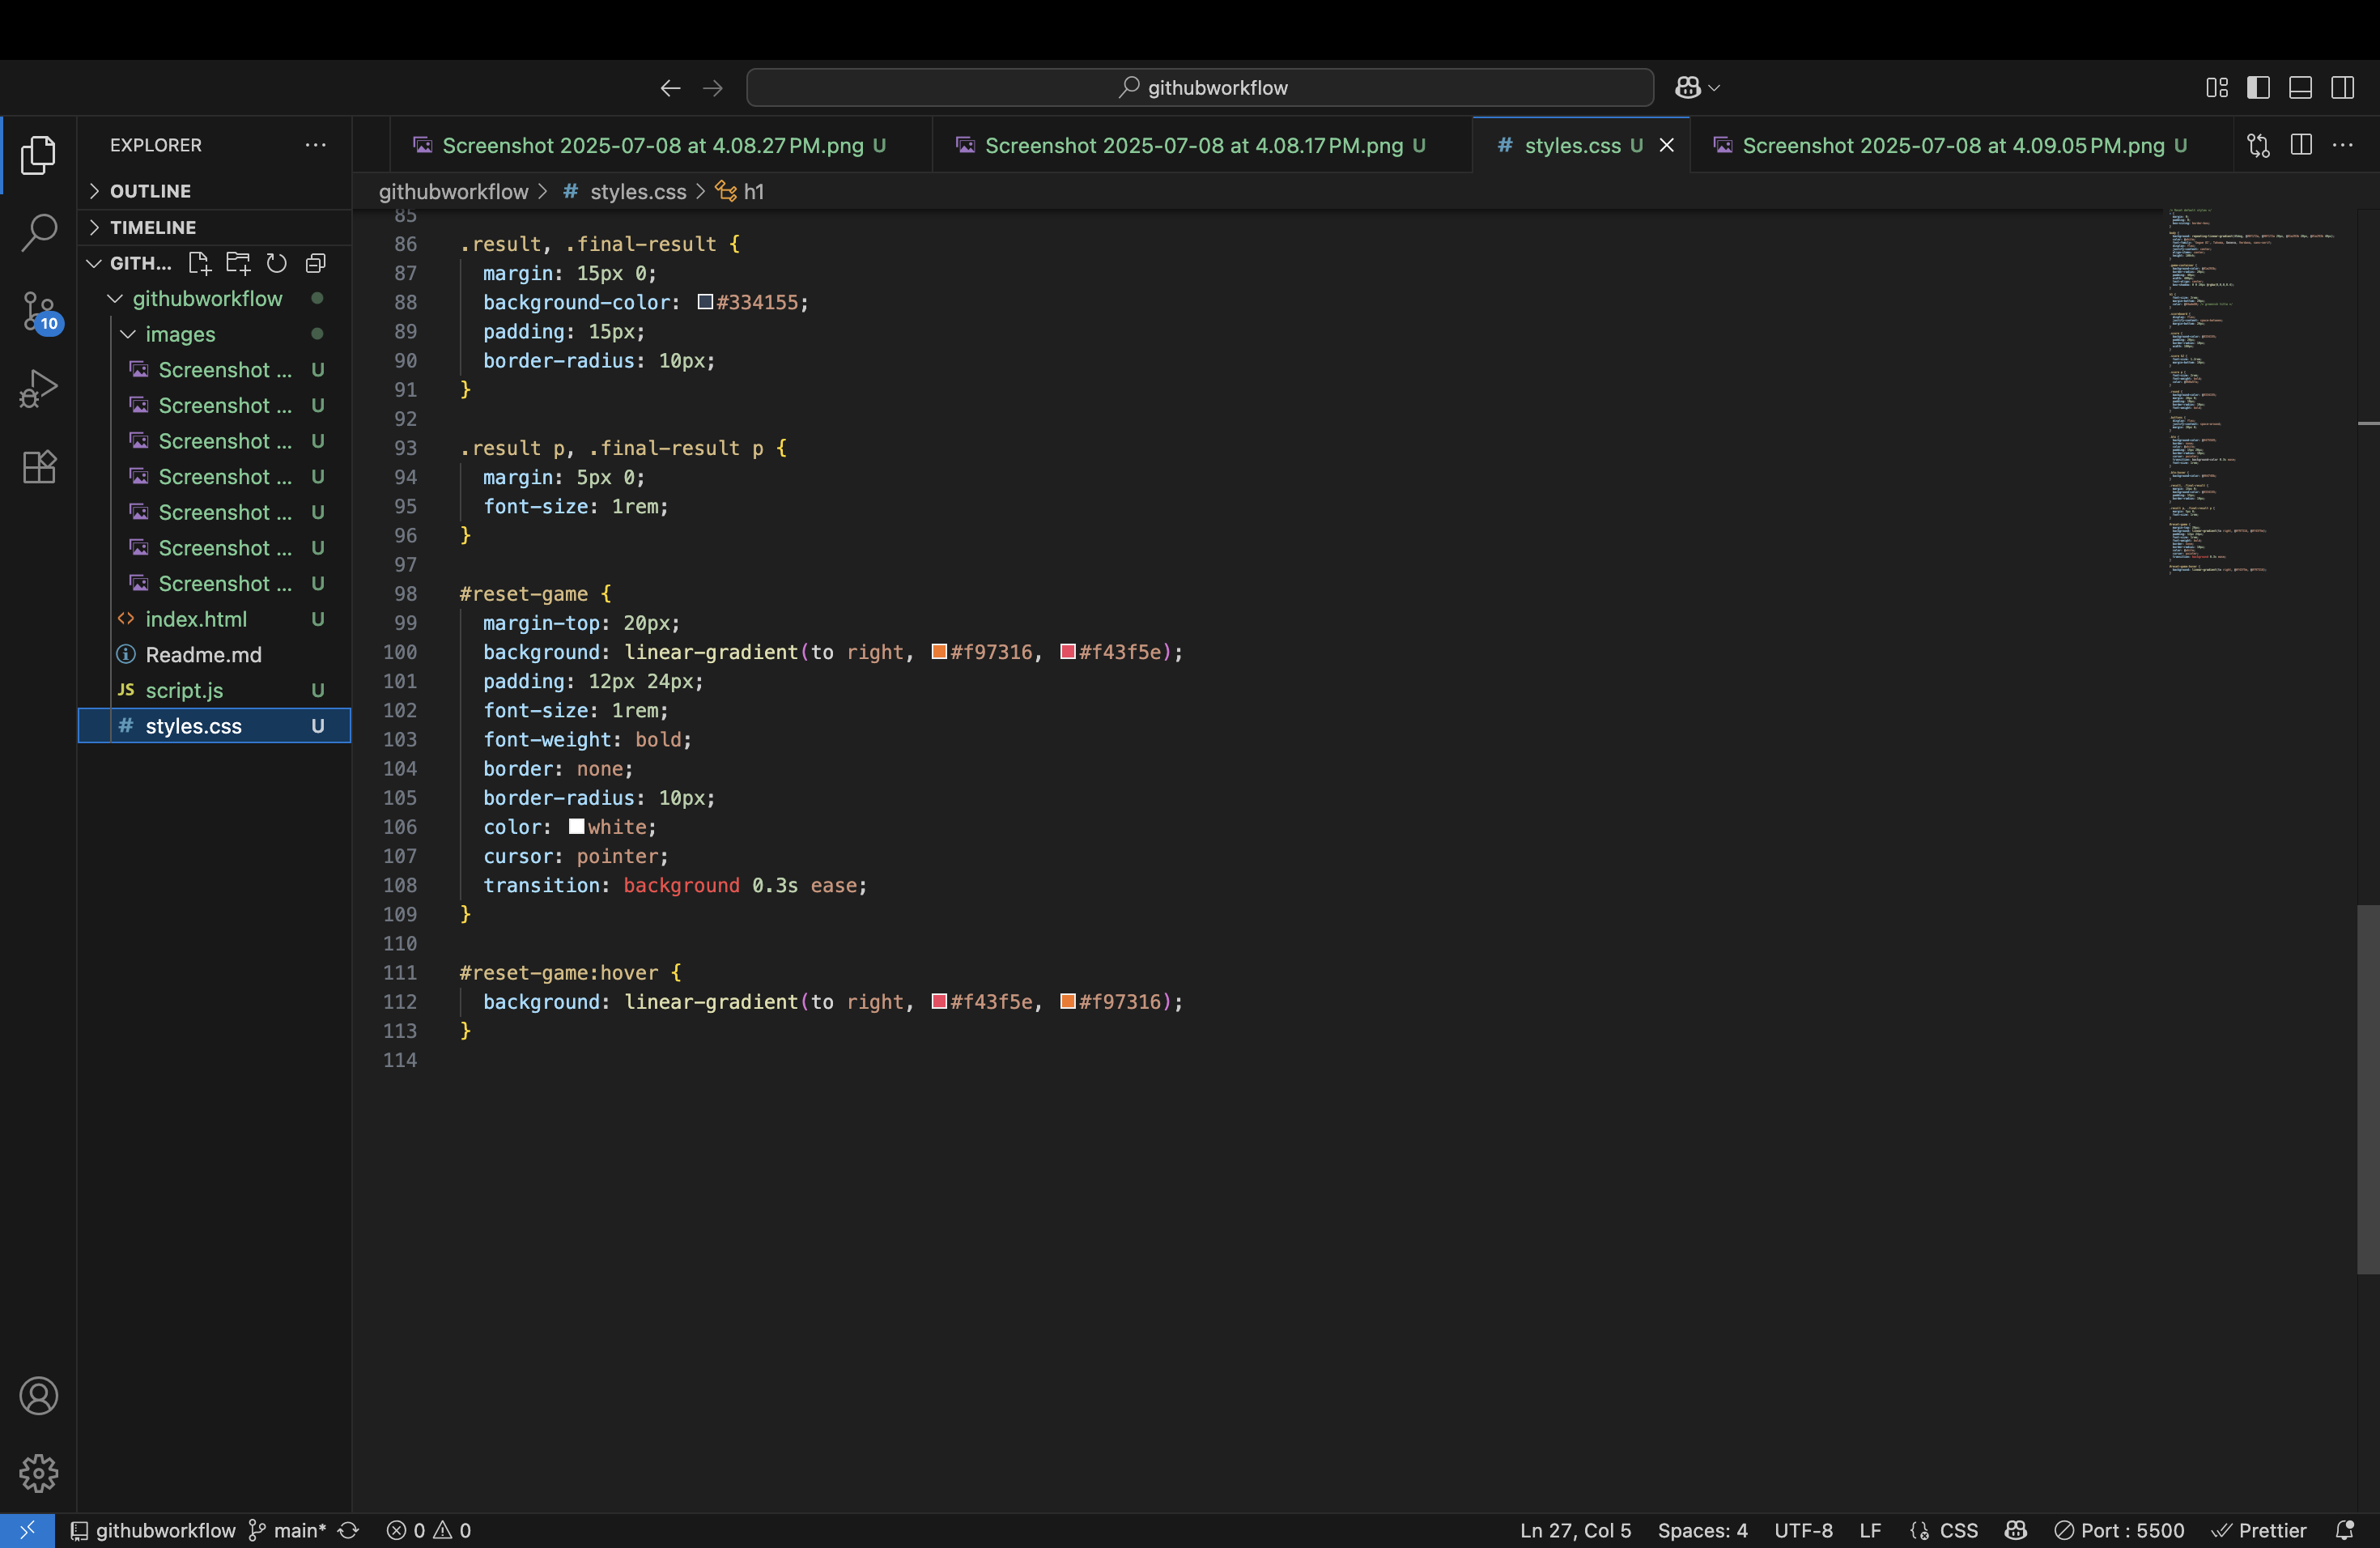 githubworkflow
EXPLORER
OUTLINE
TIMELINE
GITH...
githubworkflow
images
Screenshot ... U
Screenshot ... U
Screenshot ... U
Screenshot ... U
Screenshot ... U
Screenshot ... U
Screenshot ... U
index.html U
Readme.md
JS script.js U
# styles.css U
10
Screenshot 2025-07-08 at 4.08.27 PM.png U
Screenshot 2025-07-08 at 4.08.17 PM.png U
# styles.css U
Screenshot 2025-07-08 at 4.09.05 PM.png U
githubworkflow > # styles.css > h1
85
86 .result, .final-result {
87 margin: 15px 0;
88 background-color: #334155;
89 padding: 15px;
90 border-radius: 10px;
91 }
92
93 .result p, .final-result p {
94 margin: 5px 0;
95 font-size: 1rem;
96 }
97
98 #reset-game {
99 margin-top: 20px;
100 background: linear-gradient(to right, #f97316, #f43f5e);
101 padding: 12px 24px;
102 font-size: 1rem;
103 font-weight: bold;
104 border: none;
105 border-radius: 10px;
106 color: white;
107 cursor: pointer;
108 transition: background 0.3s ease;
109 }
110
111 #reset-game:hover {
112 background: linear-gradient(to right, #f43f5e, #f97316);
113 }
114
githubworkflow main* 0 0 Ln 27, Col 5 Spaces: 4 UTF-8 LF CSS Port : 5500 Prettier